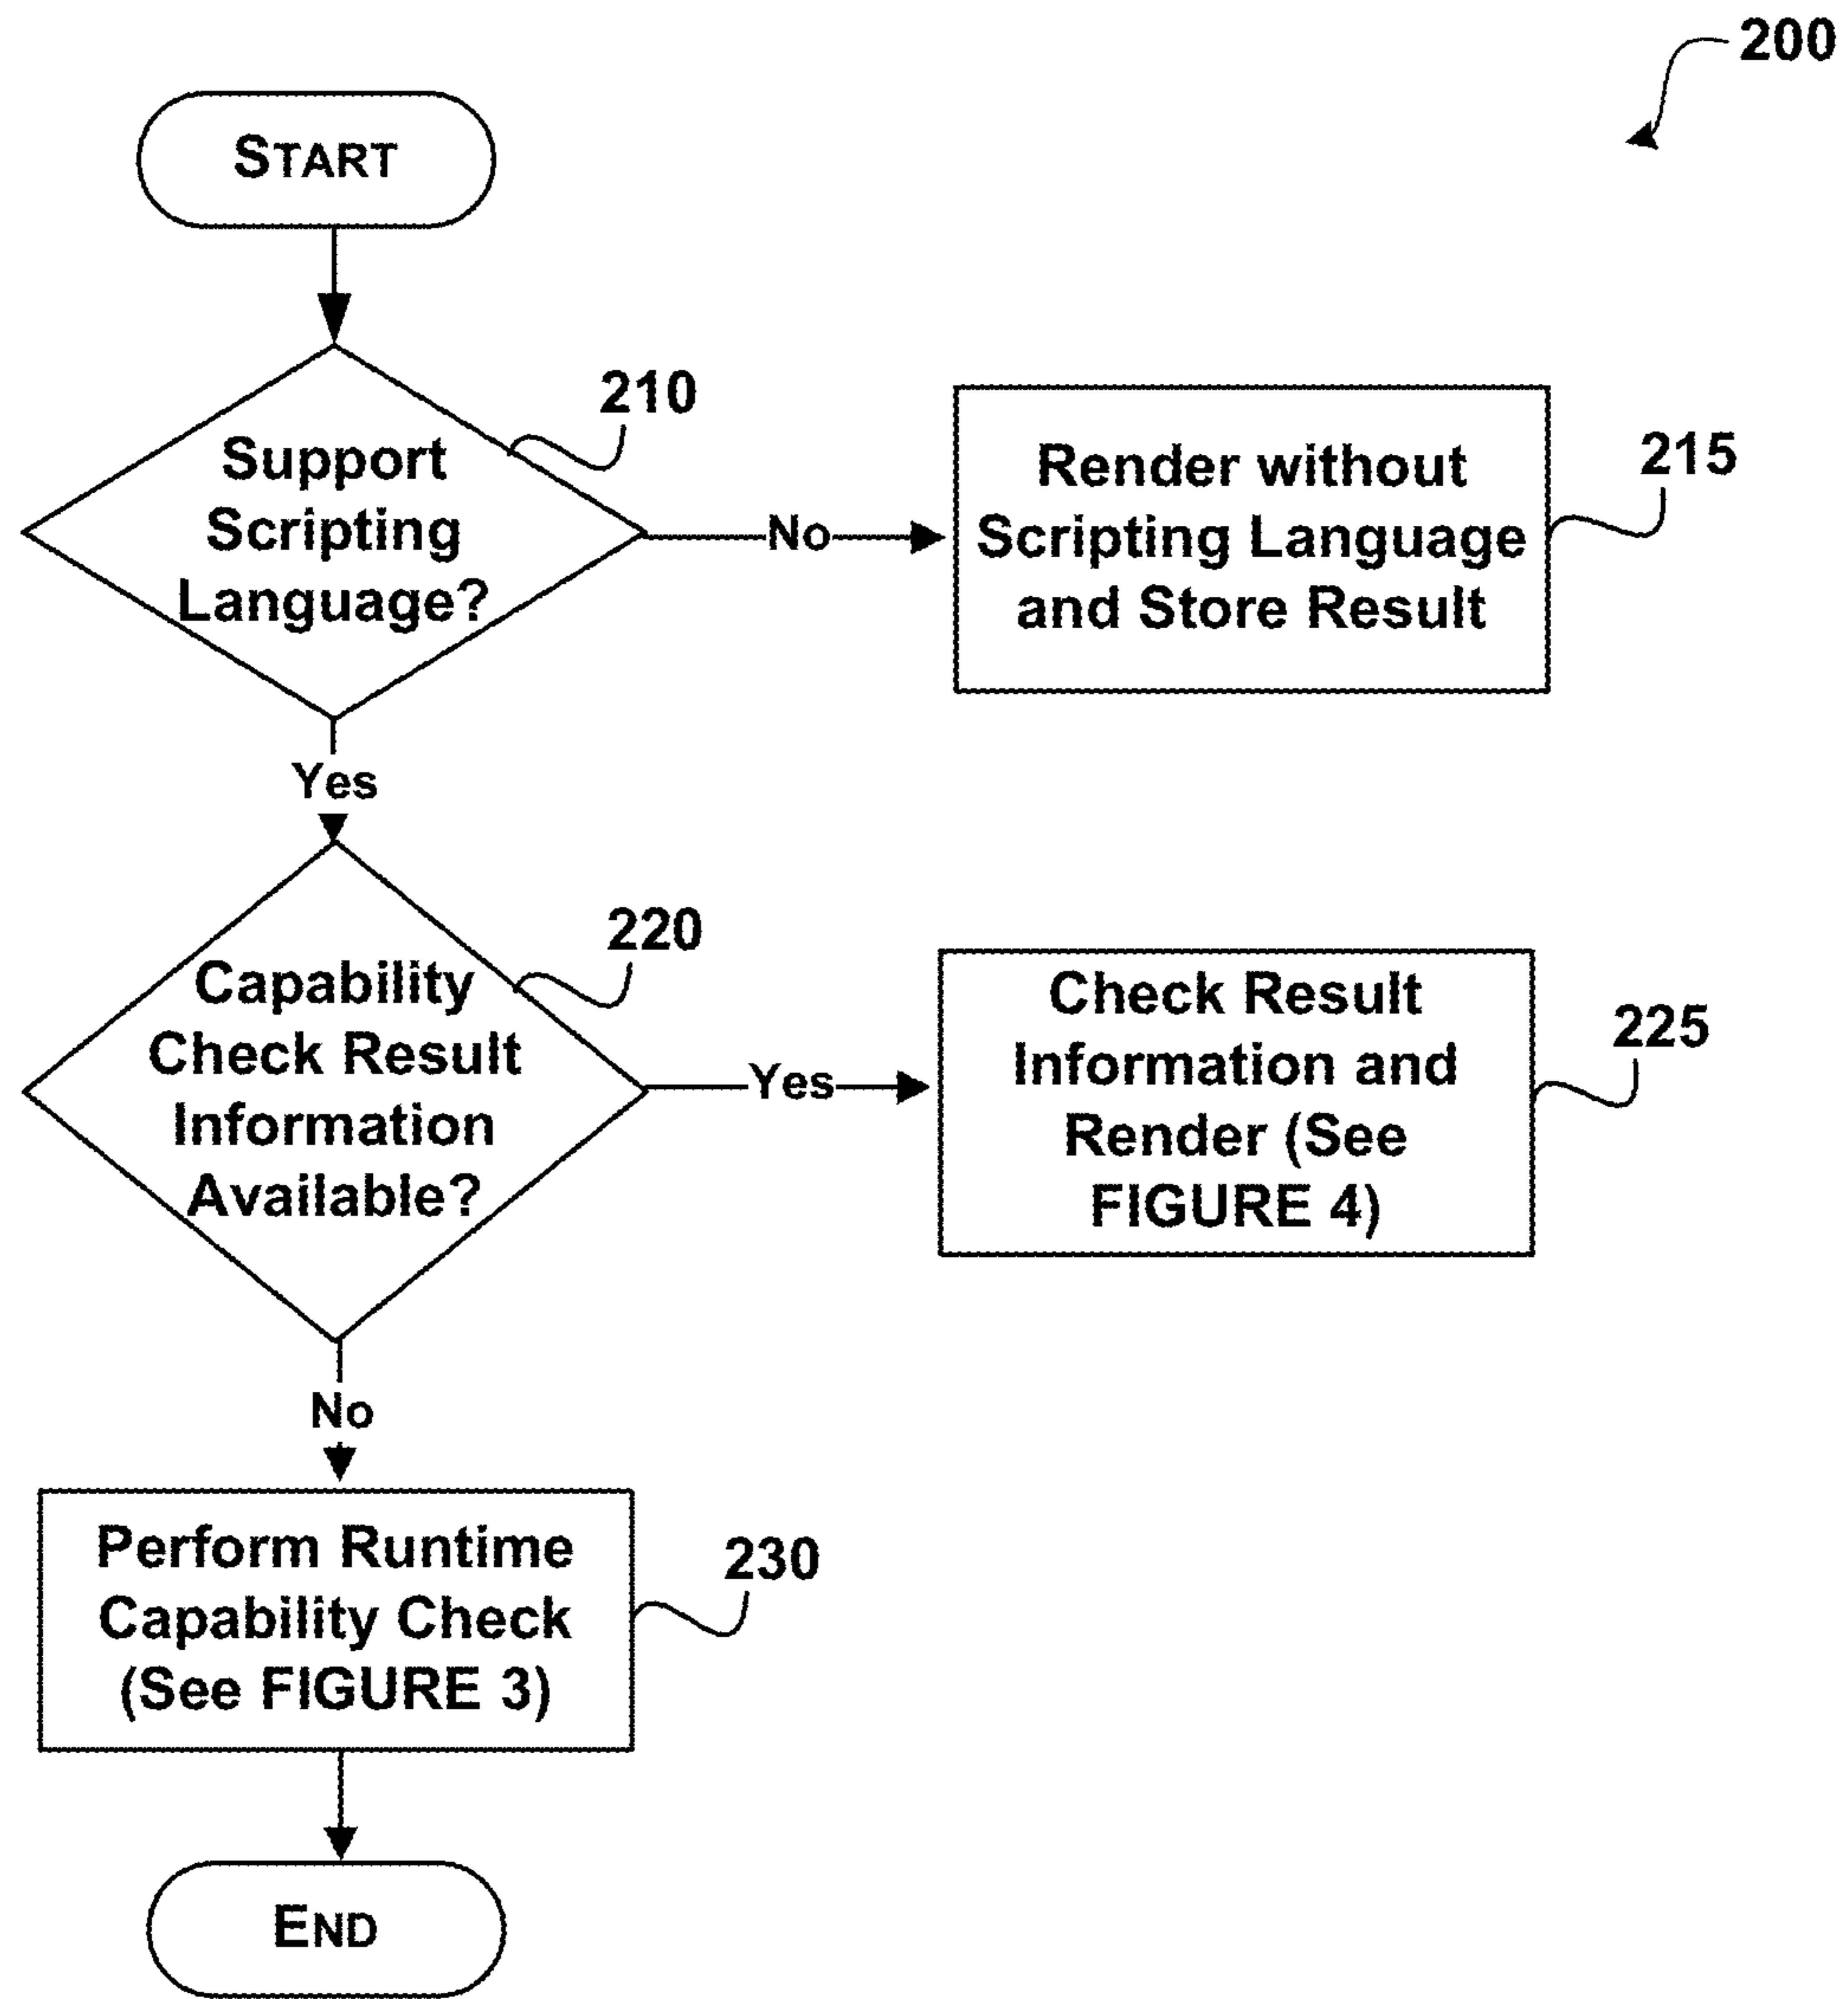 200
START
210
Support
Scripting
Language?
No
Render without
Scripting Language
and Store Result
215
Yes
220
Capability
Check Result
Information
Available?
Yes
Check Result
Information and
Render (See
FIGURE 4)
225
No
Perform Runtime
Capability Check
(See FIGURE 3)
230
END